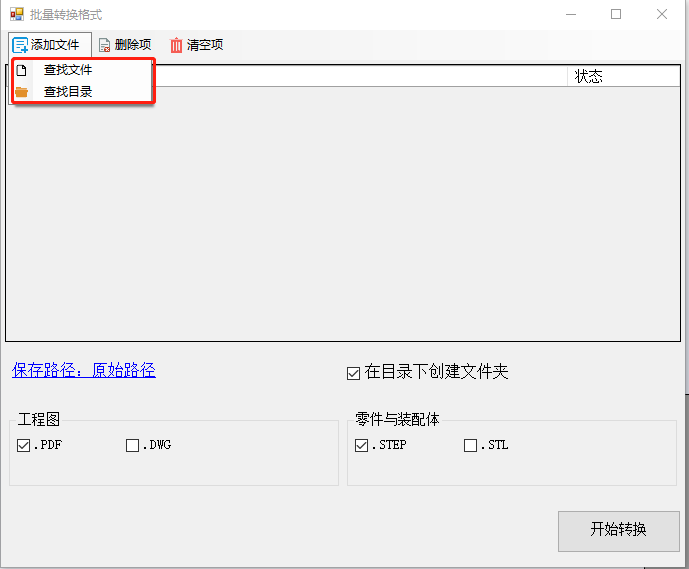 批量转换格式
添加文件 删除项 清空项
查找文件
状态
查找目录
保存路径：原始路径
在目录下创建文件夹
工程图
零件与装配体
.PDF .DWG
.STEP .STL
开始转换